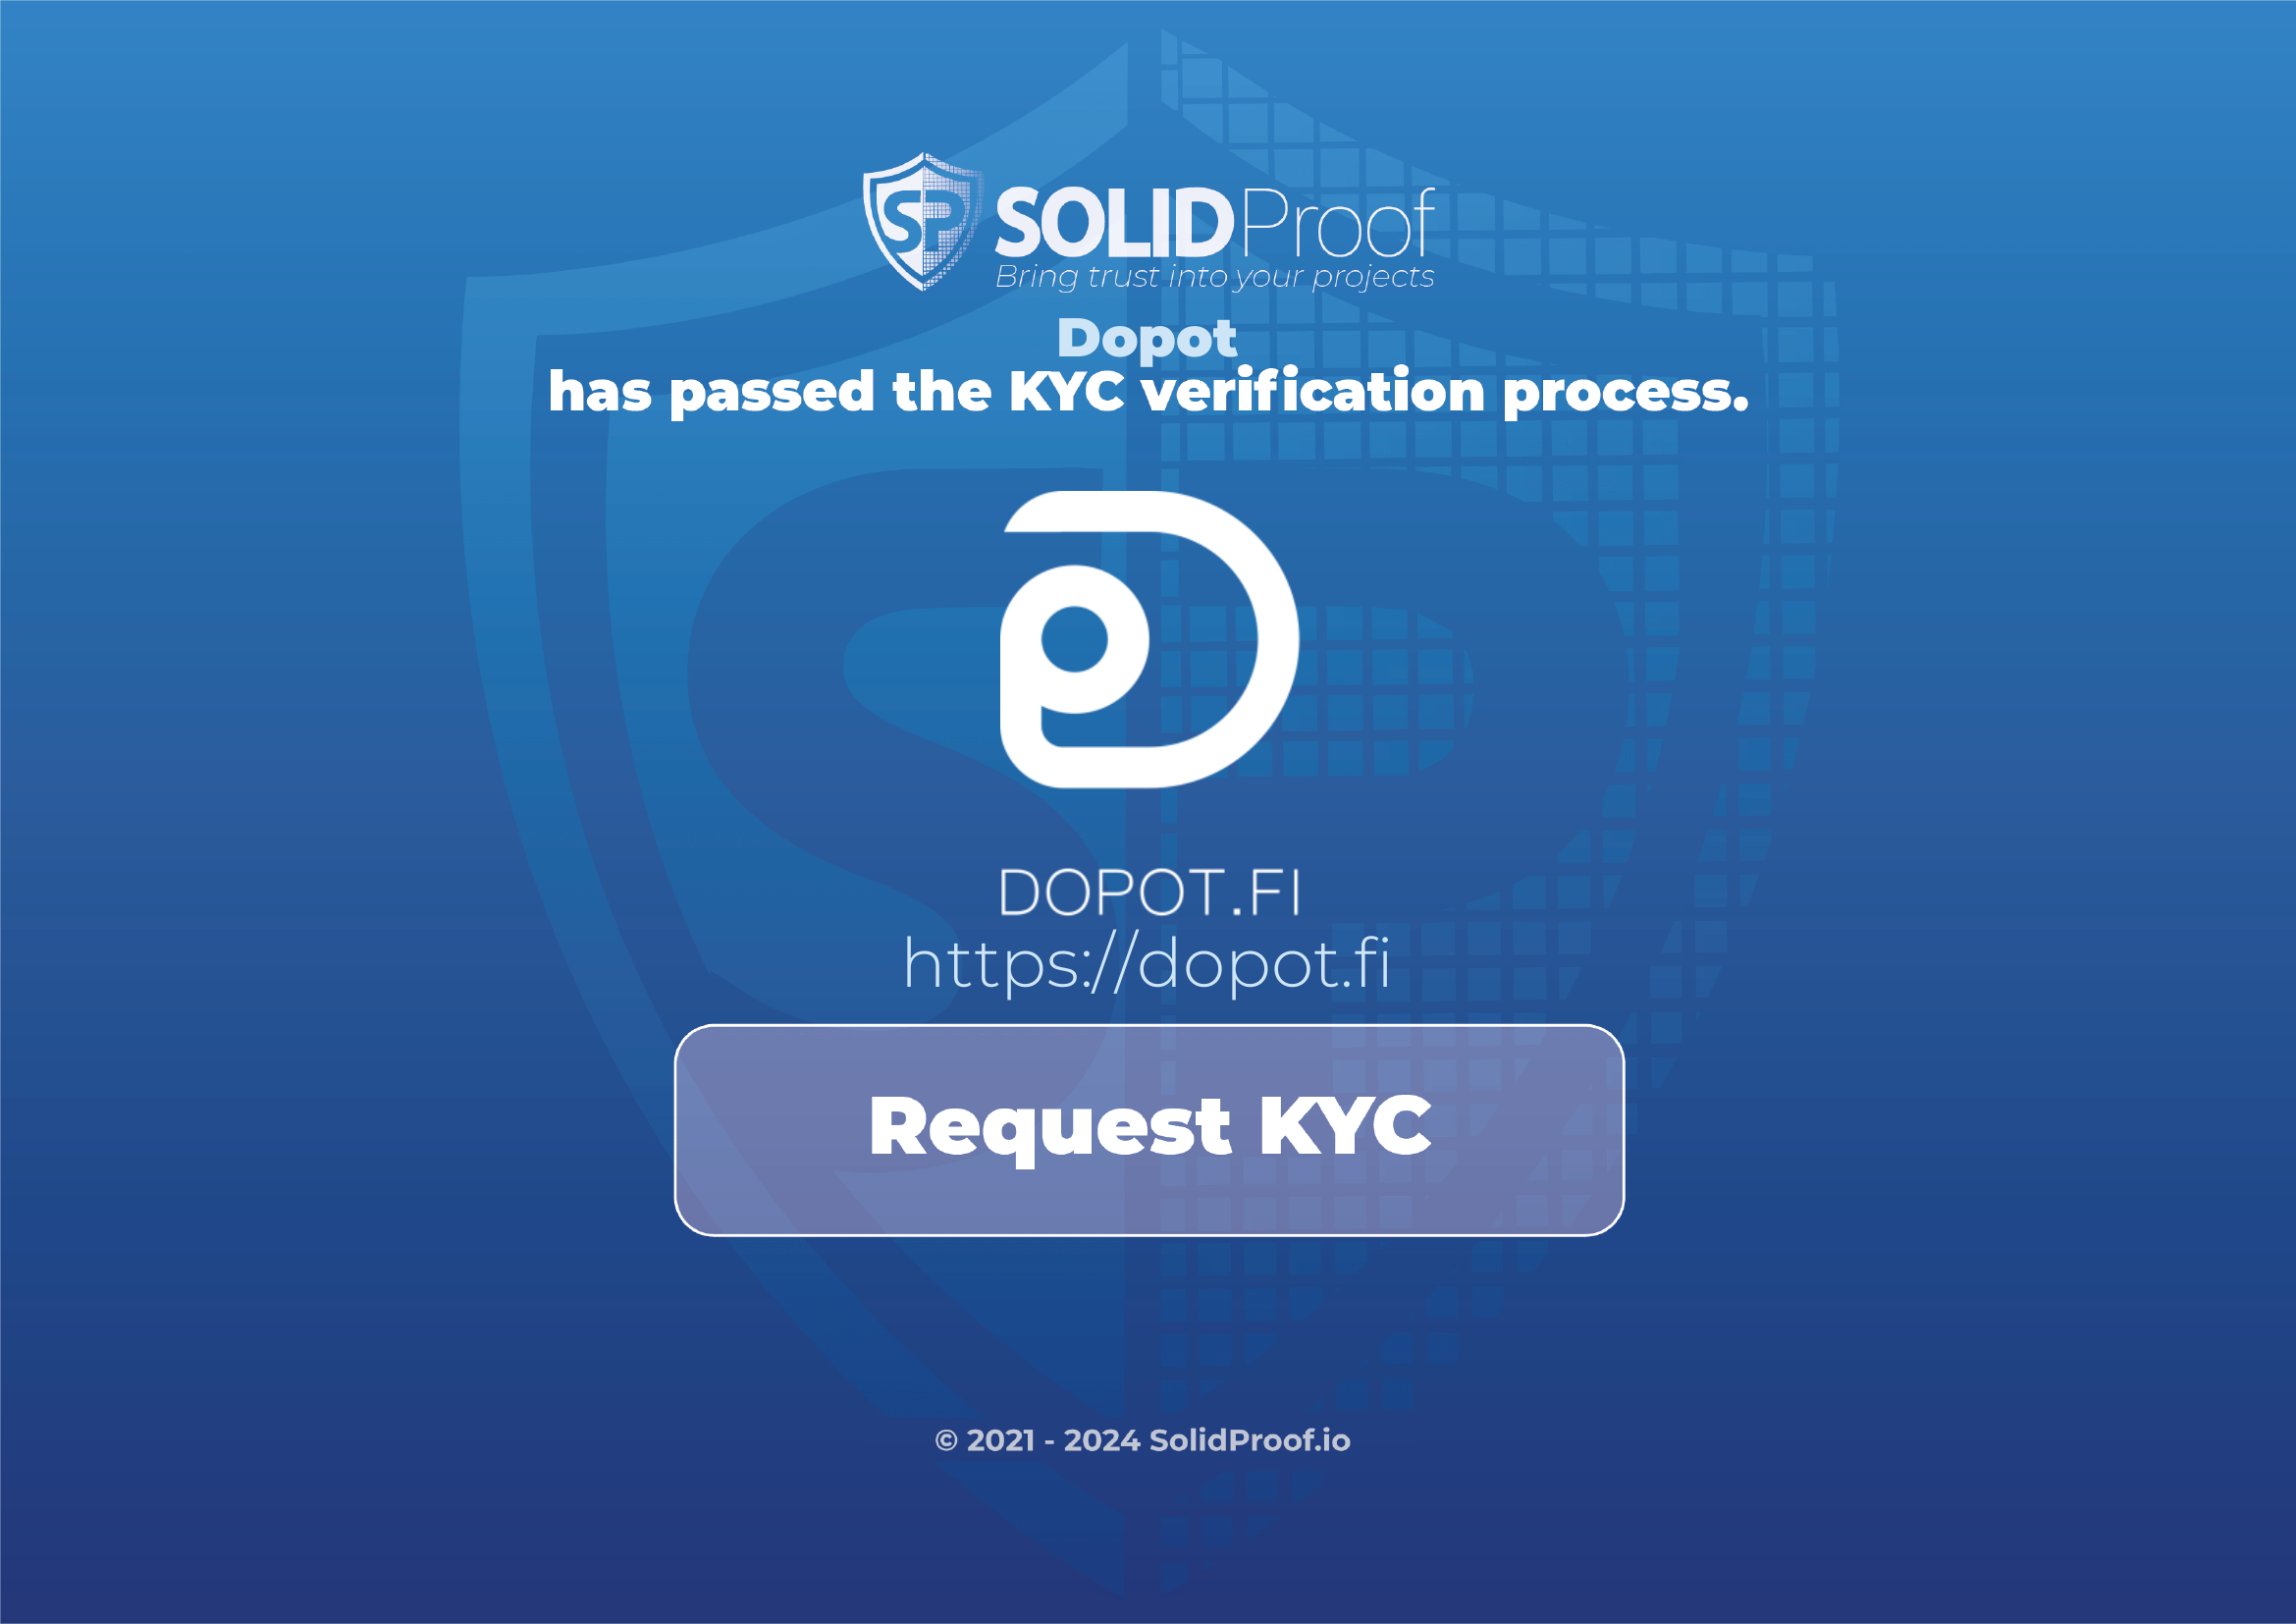 SP SOLIDProof
Bring trust into your projects
Dopot
has passed the KYC verification process.
DOPOT.FI
https://dopot.fi
Request KYC
© 2021 - 2024 SolidProof.io